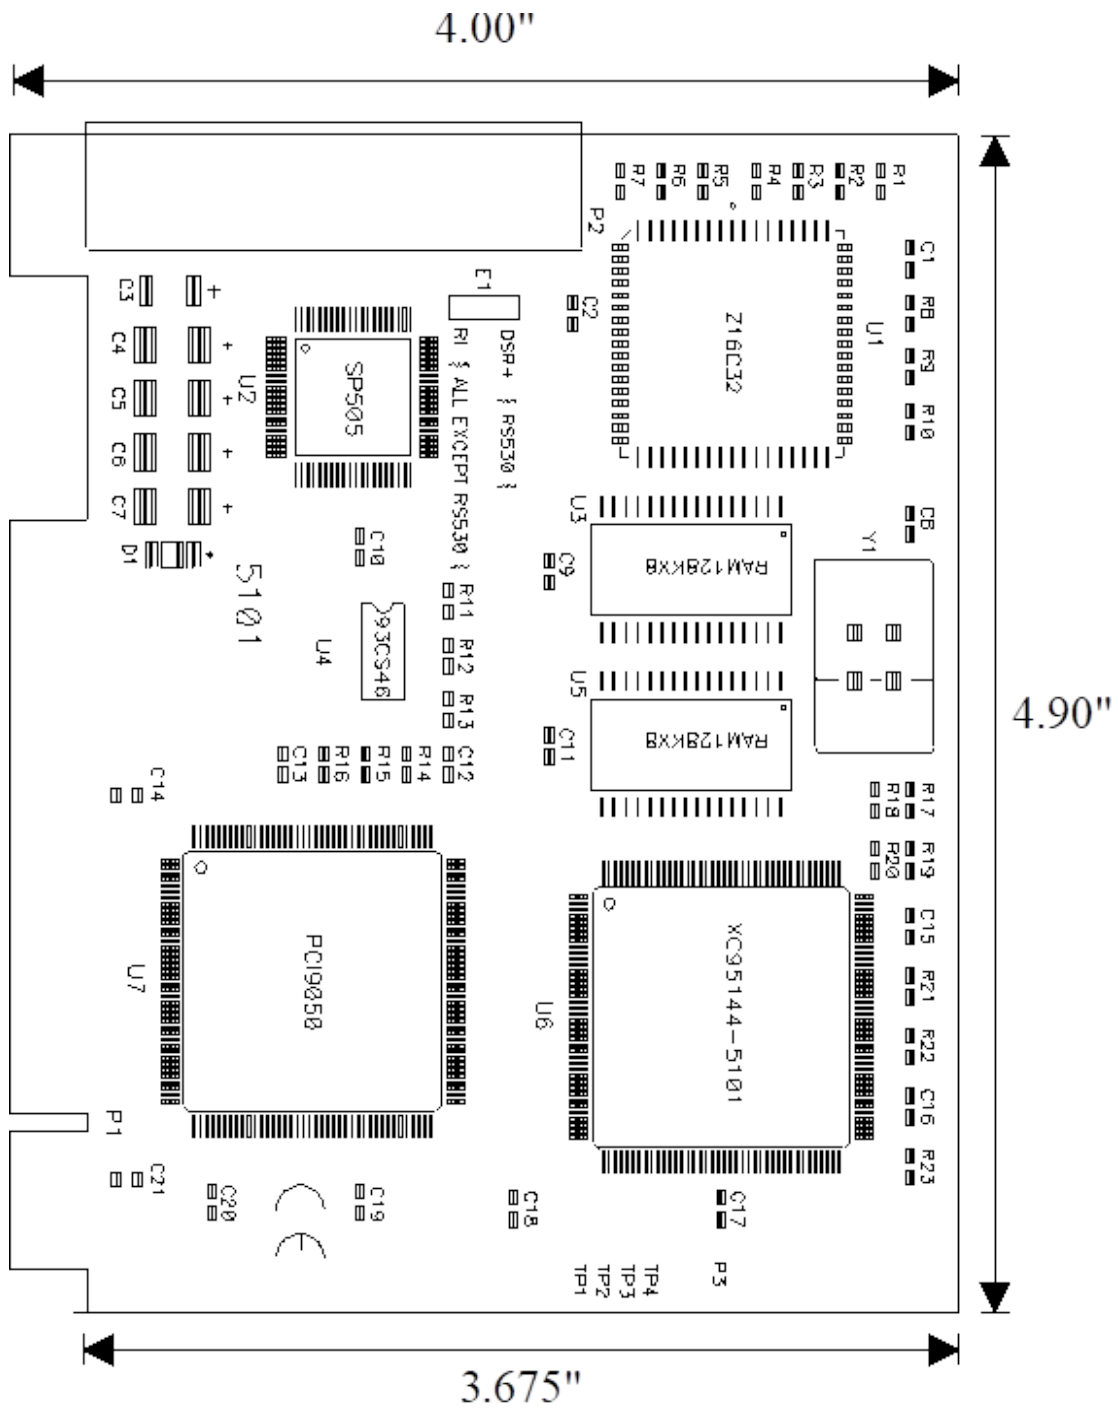 4.00"
R7
R6
R5
R4
R3
R2
R1
P2
C1
C3
E1
C2
R8
Z16C32
U1
C4
RI { ALL EXCEPT RS530 }
DSR+ { RS530 }
R9
U2
SP505
C5
R10
C6
C7
U3
C8
D1
C10
C9
RAM128KX8
Y1
5101
R11
U4
93CS46
R12
U5
R13
4.90"
C11
RAM128KX8
C13
R16
R15
R14
C12
C14
R18
R17
R20
R19
C15
U7
PCI9050
U6
XC95144-5101
R21
R22
P1
C16
R23
C21
C20
CE
C19
C18
C17
TP1
TP2
TP3
TP4
P3
3.675"